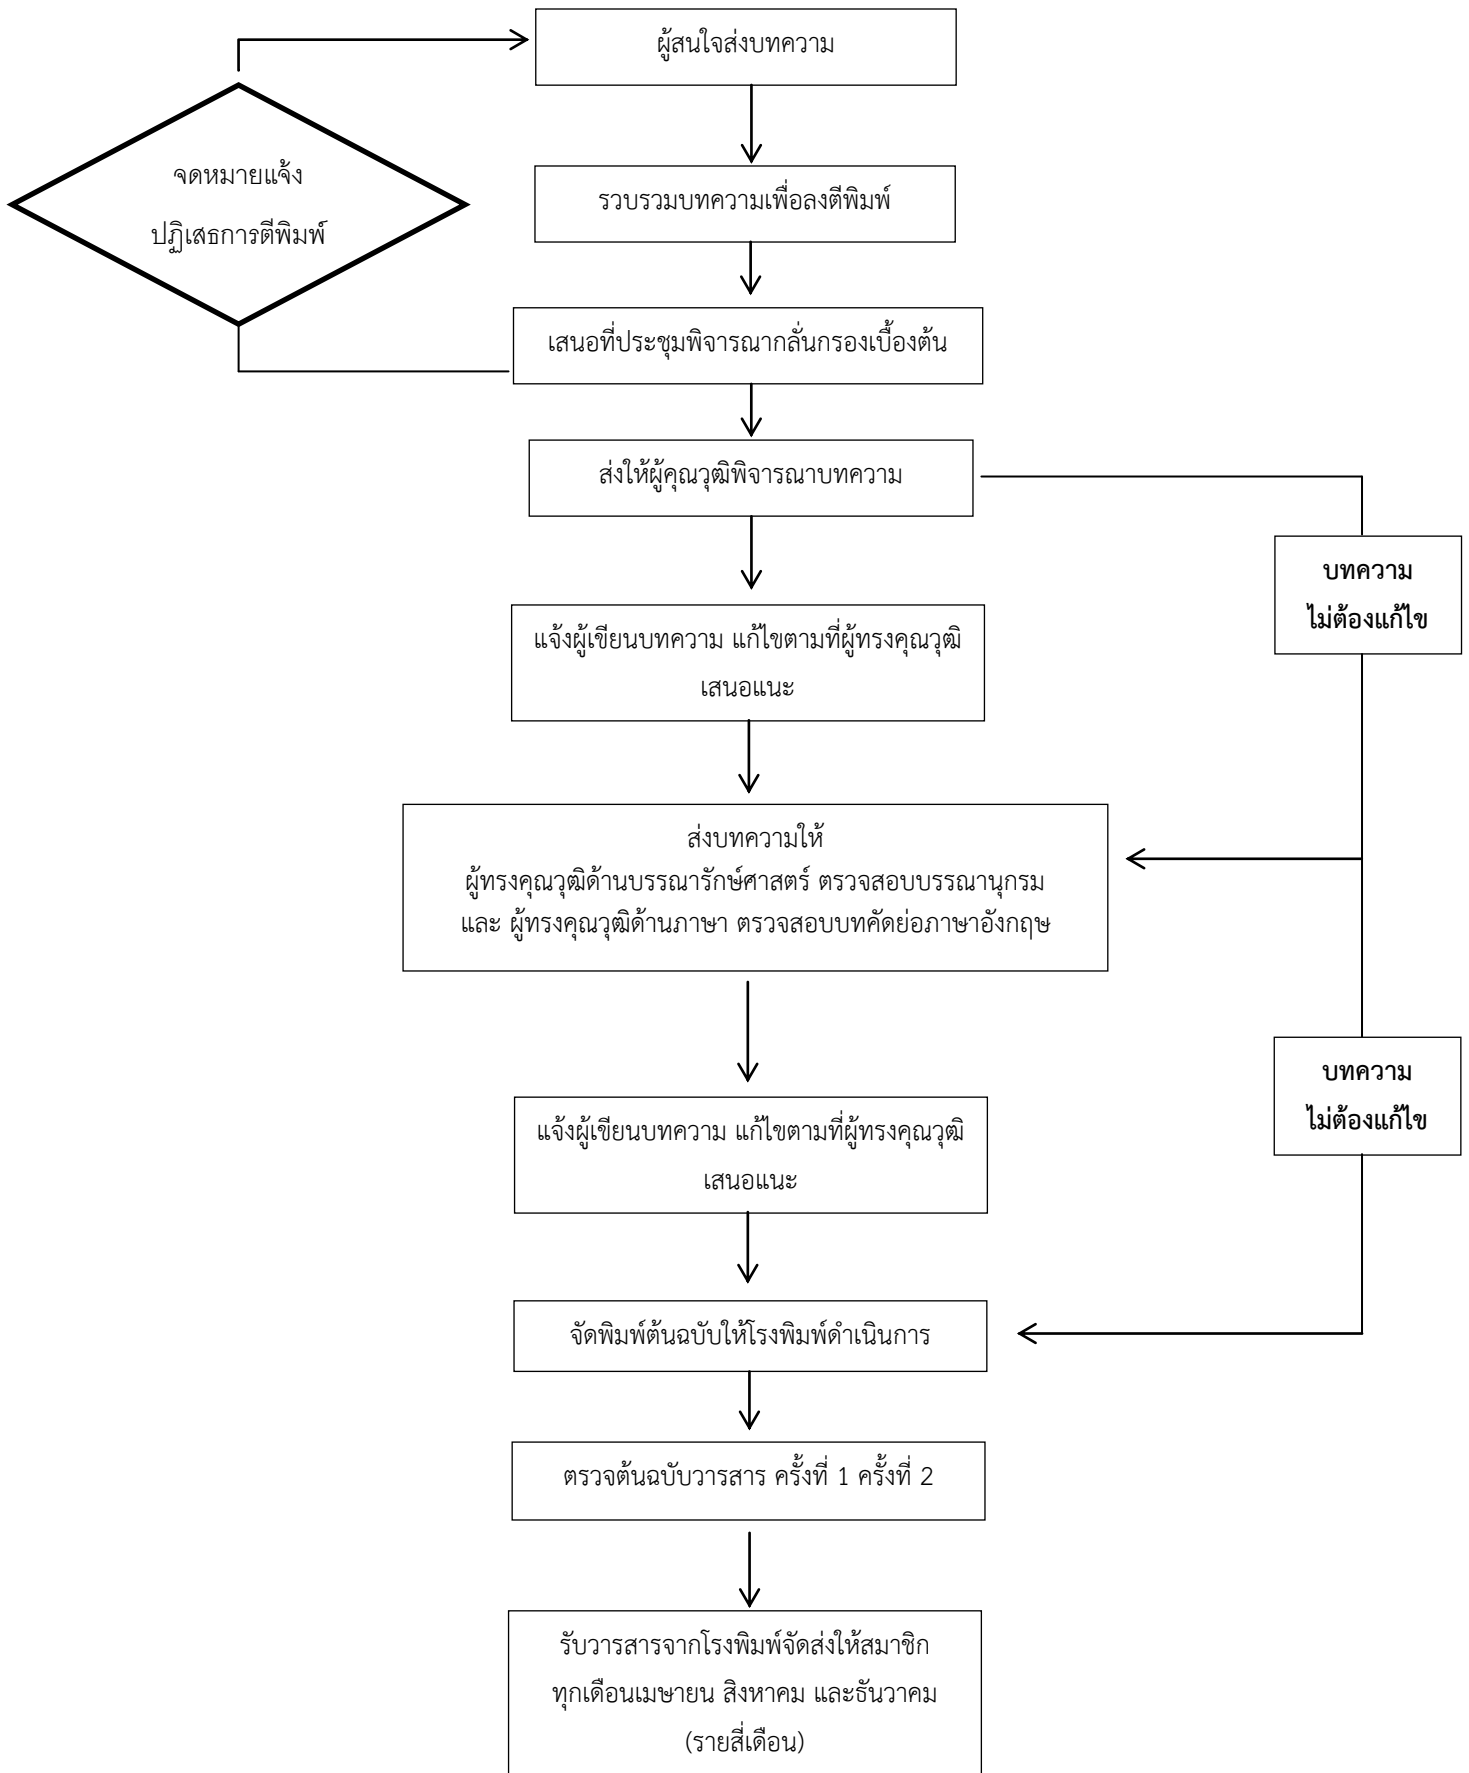 ผู้สนใจส่งบทความ
จดหมายแจ้ง
ปฏิเสธการตีพิมพ์
รวบรวมบทความเพื่อลงตีพิมพ์
เสนอที่ประชุมพิจารณากลั่นกรองเบื้องต้น
ส่งให้ผู้คุณวุฒิพิจารณาบทความ
บทความ
ไม่ต้องแก้ไข
แจ้งผู้เขียนบทความ แก้ไขตามที่ผู้ทรงคุณวุฒิ
เสนอแนะ
ส่งบทความให้
ผู้ทรงคุณวุฒิด้านบรรณารักษ์ศาสตร์ ตรวจสอบบรรณานุกรม
และ ผู้ทรงคุณวุฒิด้านภาษา ตรวจสอบบทคัดย่อภาษาอังกฤษ
บทความ
ไม่ต้องแก้ไข
แจ้งผู้เขียนบทความ แก้ไขตามที่ผู้ทรงคุณวุฒิ
เสนอแนะ
จัดพิมพ์ต้นฉบับให้โรงพิมพ์ดำเนินการ
ตรวจต้นฉบับวารสาร ครั้งที่ 1 ครั้งที่ 2
รับวารสารจากโรงพิมพ์จัดส่งให้สมาชิก
ทุกเดือนเมษายน สิงหาคม และธันวาคม
(รายสี่เดือน)